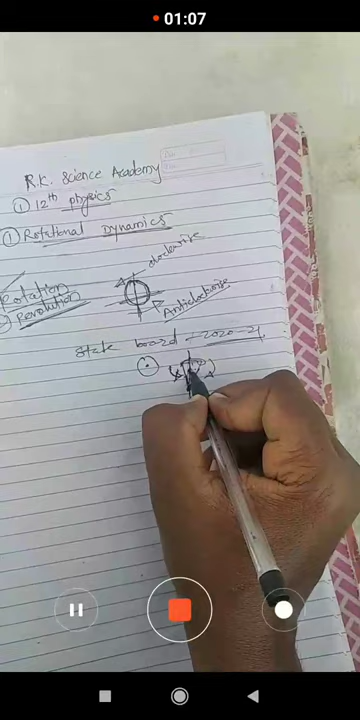 01:07
R.K. Science Academy
① 12th physics
① Rotational Dynamics
clockwise
Rotation
Anticlockwise
Revolution
State board - 2020-21